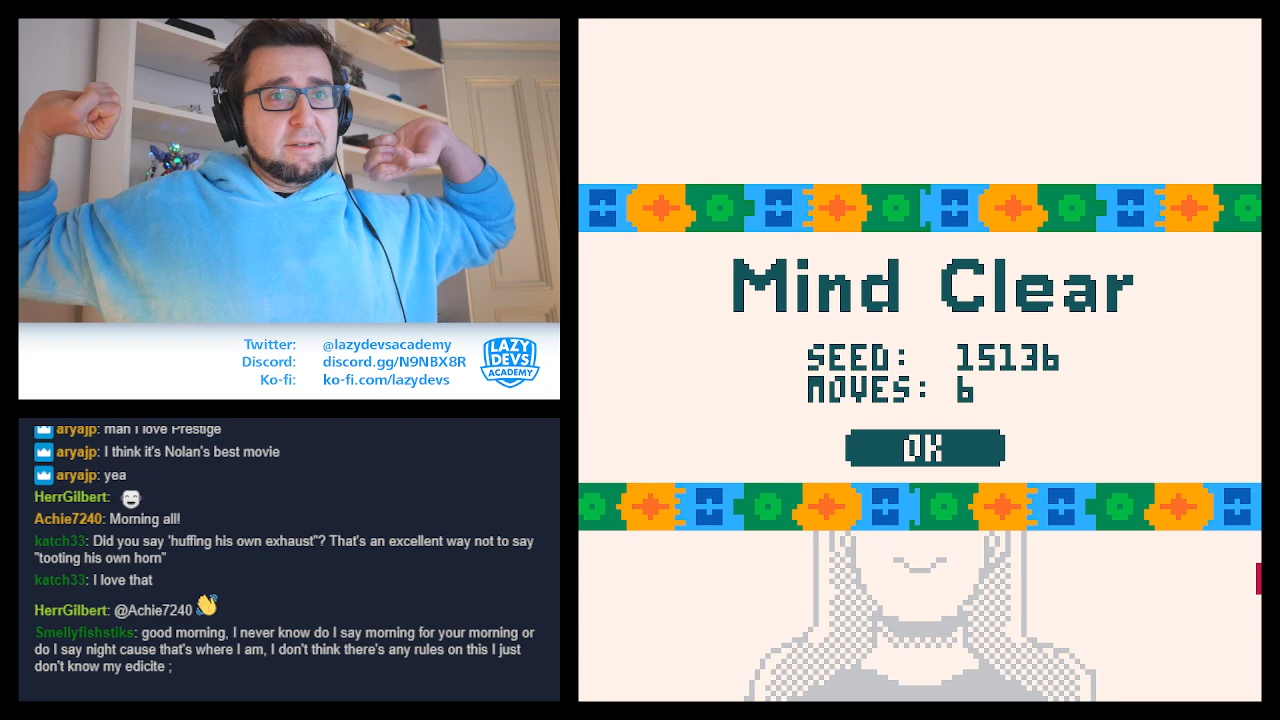 Twitter: @lazydevsacademy
Discord: discord.gg/N9NBX8R
Ko-fi: ko-fi.com/lazydevs
LAZY
DEVS
ACADEMY
aryajp: man I love Prestige
aryajp: I think it's Nolan's best movie
aryajp: yea
HerrGilbert:
Achie7240: Morning all!
katch33: Did you say 'huffing his own exhaust"? That's an excellent way not to say
"tooting his own horn"
katch33: I love that
HerrGilbert: @Achie7240
Smellyfishstiks: good morning, I never know do I say morning for your morning or
do I say night cause that's where I am, I don't think there's any rules on this I just
don't know my edicite ;
Mind Clear
SEED: 15136
MOVES: 6
OK